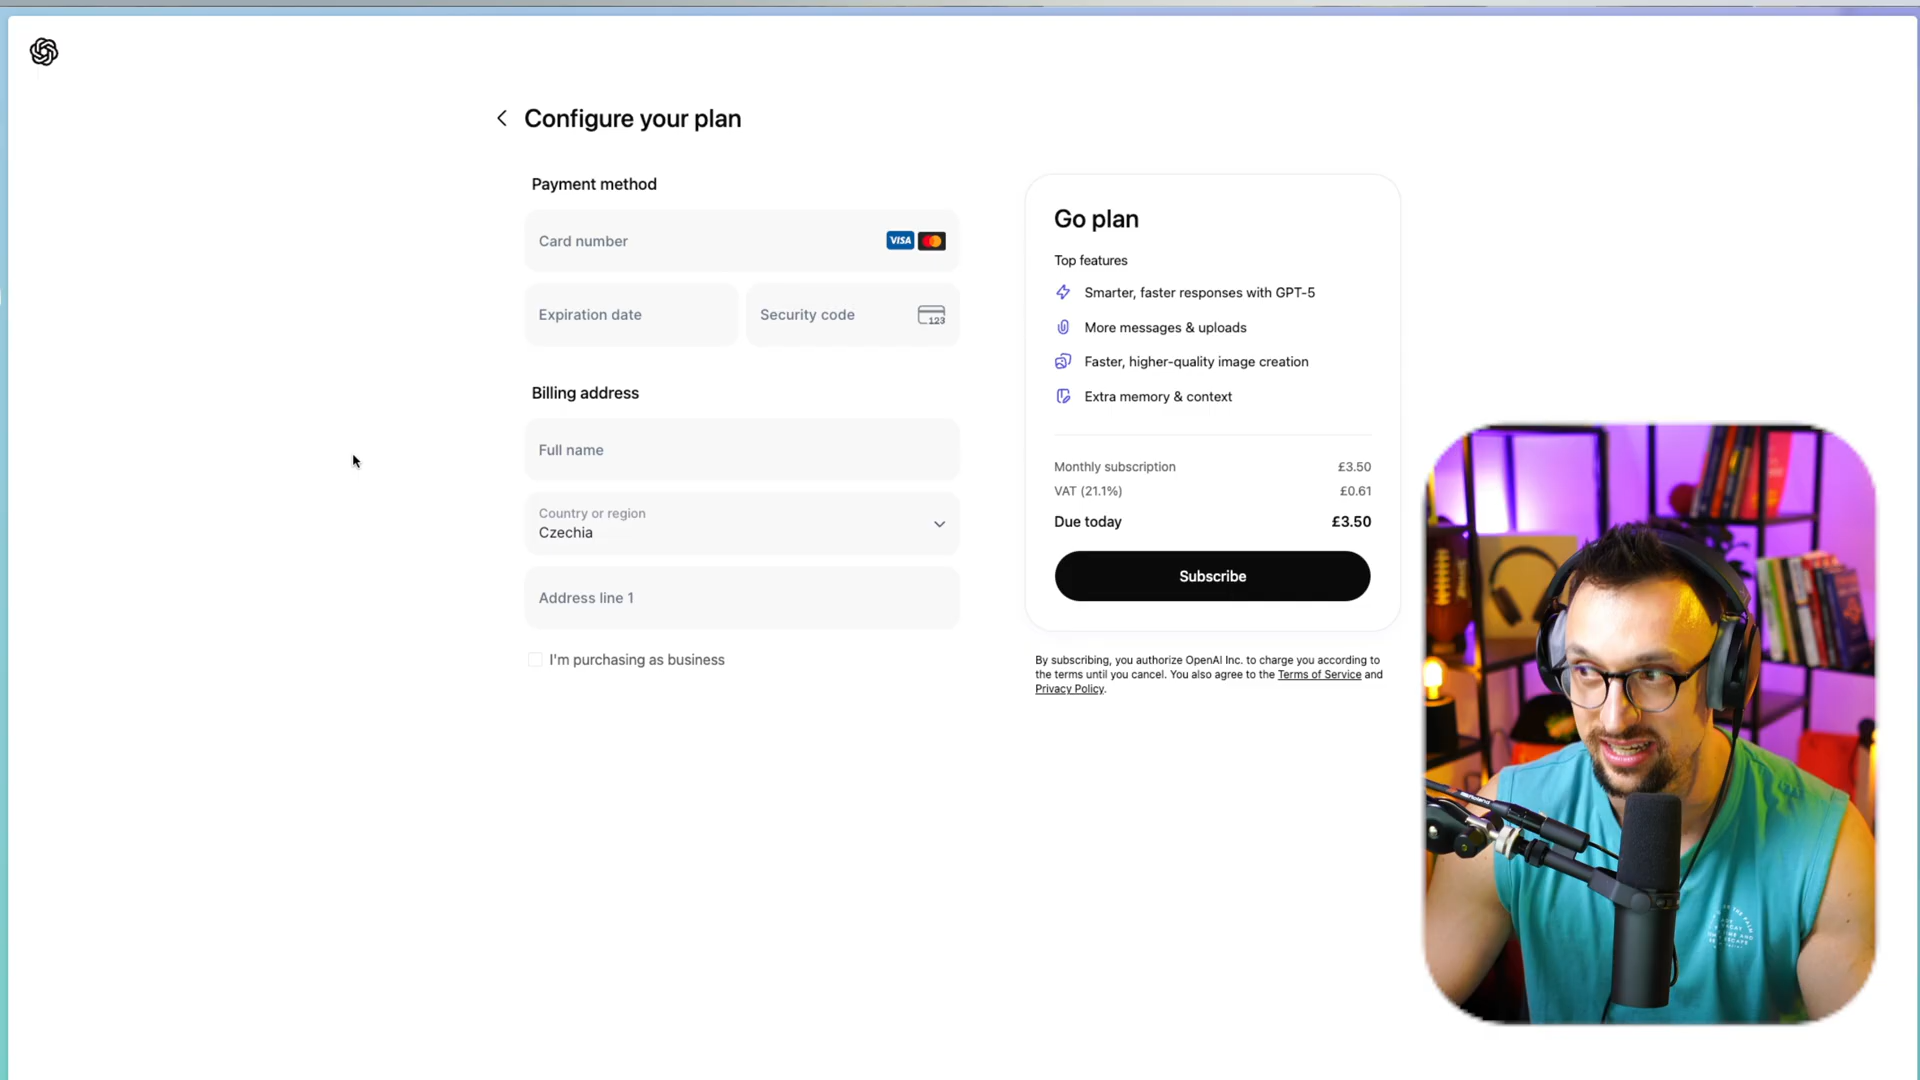 Configure your plan
Payment method
Card number
VISA
Expiration date
Security code
123
Billing address
Full name
Country or region
Czechia
Address line 1
I'm purchasing as business
Go plan
Top features
Smarter, faster responses with GPT-5
More messages & uploads
Faster, higher-quality image creation
Extra memory & context
Monthly subscription £3.50
VAT (21.1%) £0.61
Due today £3.50
Subscribe
By subscribing, you authorize OpenAI Inc. to charge you according to
the terms until you cancel. You also agree to the Terms of Service and
Privacy Policy.